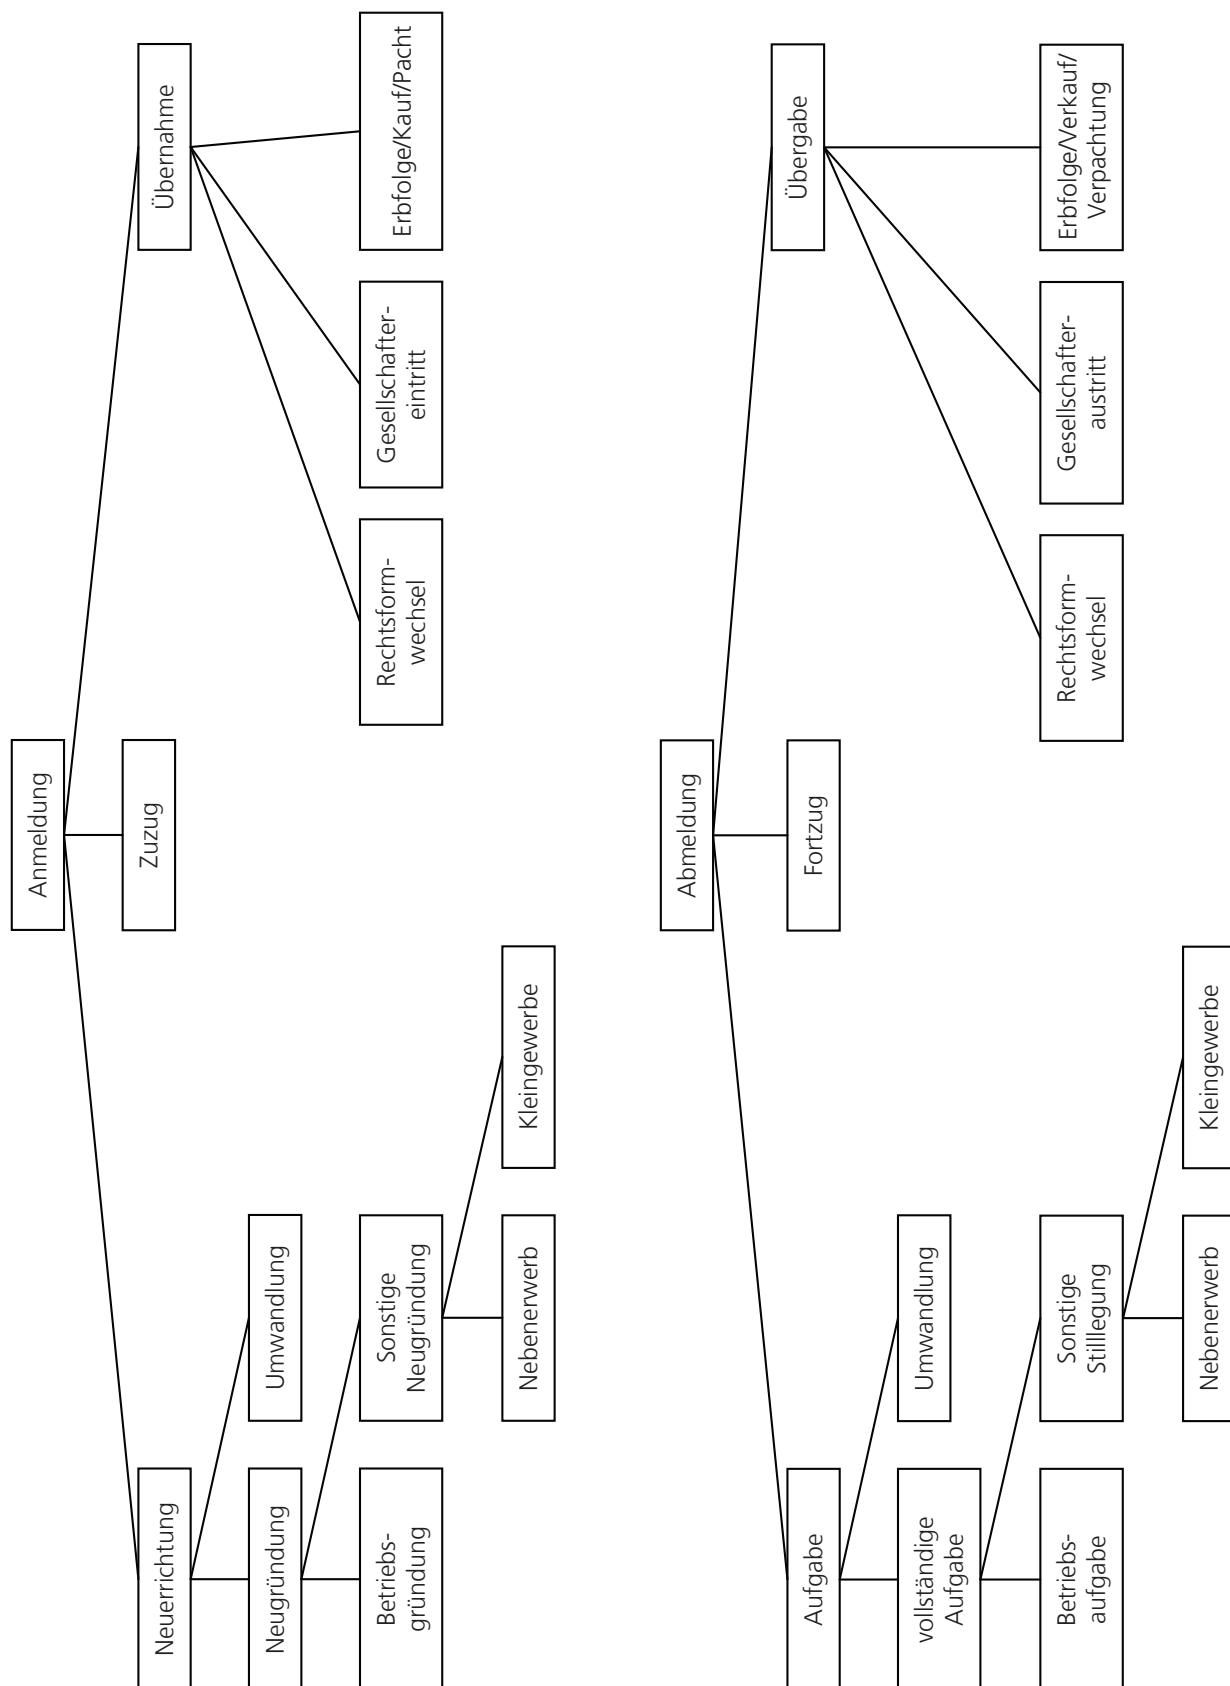 Anmeldung
Neuerrichtung
Zuzug
Übernahme
Neugründung
Umwandlung
Betriebs-
gründung
Sonstige
Neugründung
Rechtsform-
wechsel
Gesellschafter-
eintritt
Erbfolge/Kauf/Pacht
Nebenerwerb
Kleingewerbe
Abmeldung
Aufgabe
Fortzug
Übergabe
vollständige
Aufgabe
Umwandlung
Betriebs-
aufgabe
Sonstige
Stilllegung
Rechtsform-
wechsel
Gesellschafter-
austritt
Erbfolge/Verkauf/
Verpachtung
Nebenerwerb
Kleingewerbe